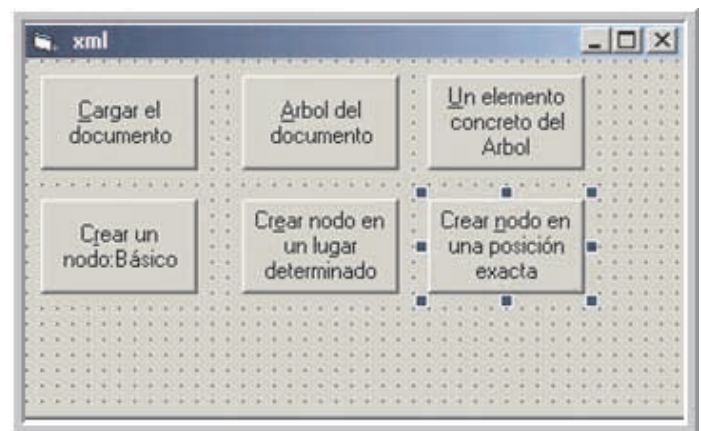 xml
Cargar el
documento
Arbol del
documento
Un elemento
concreto del
Arbol
Crear un
nodo:Básico
Crear nodo en
un lugar
determinado
Crear nodo en
una posición
exacta